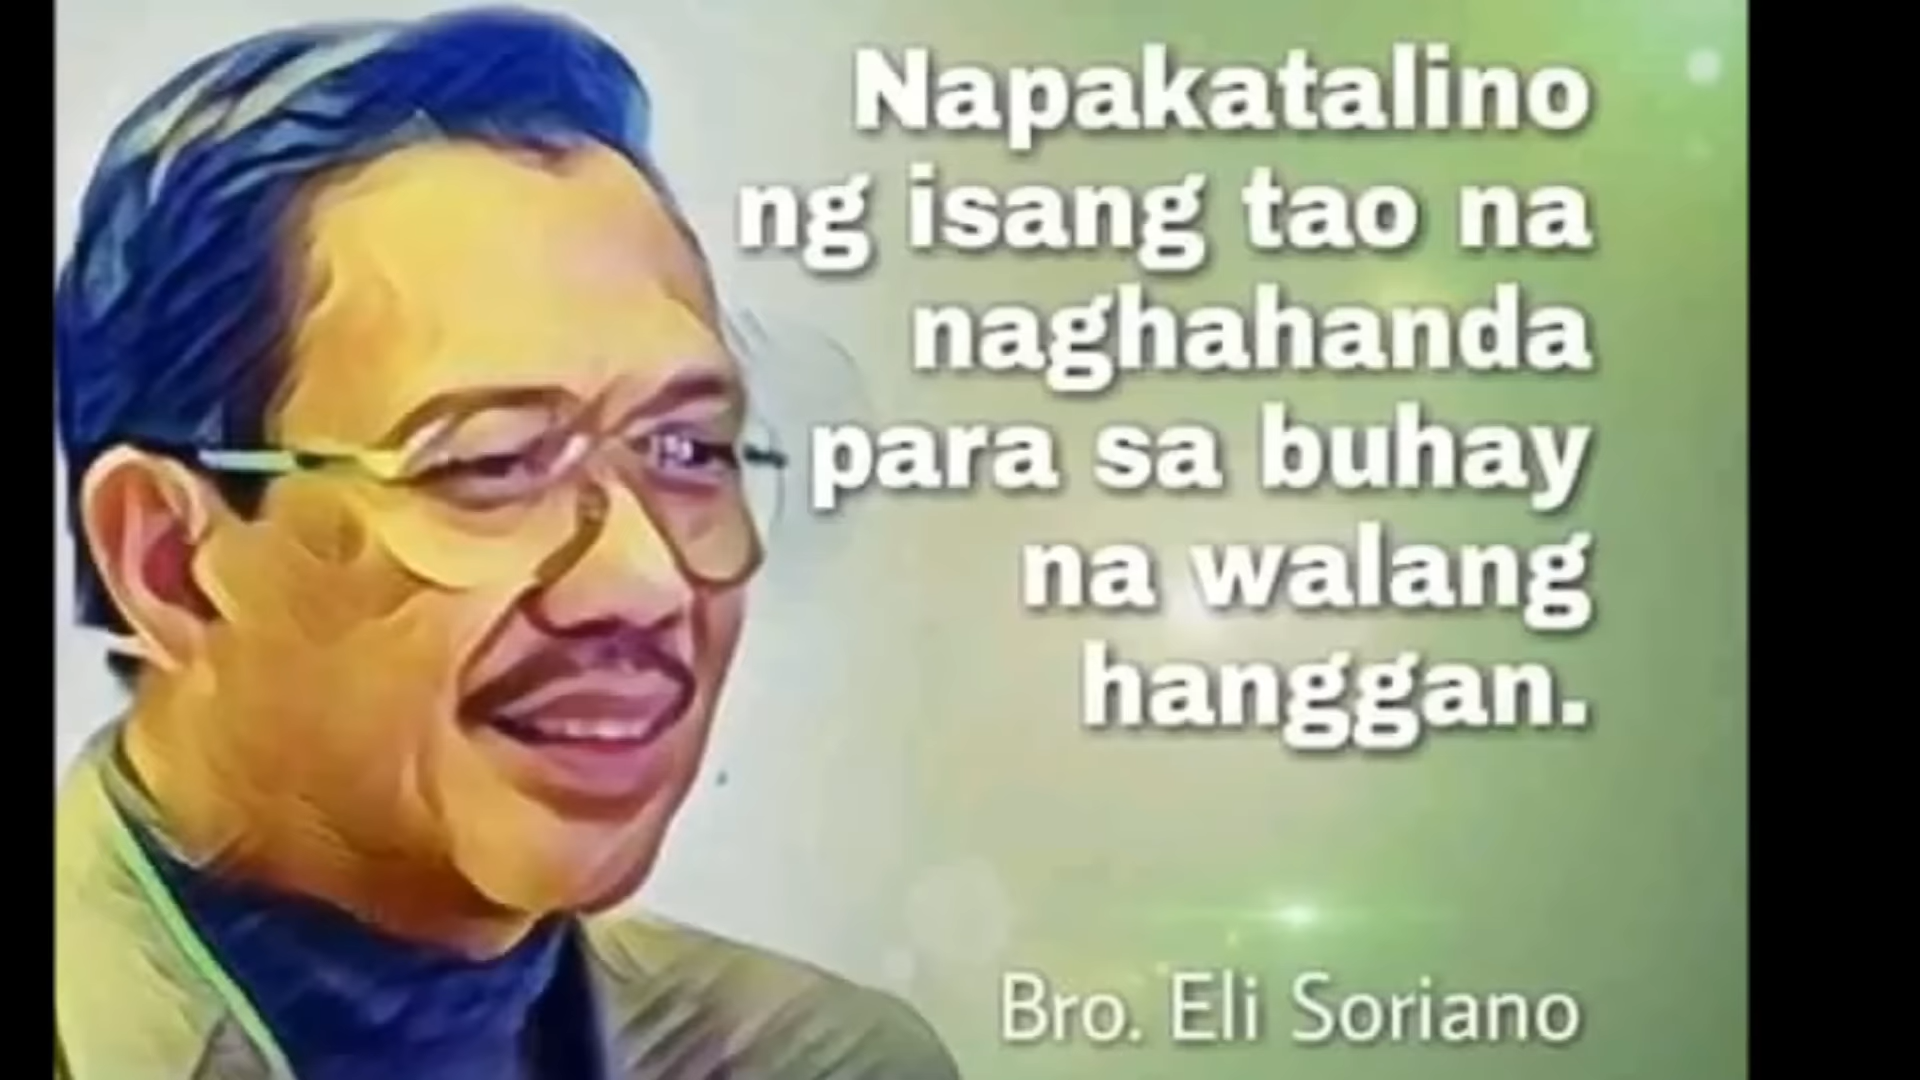 Napakatalino
ng isang tao na
naghahanda
para sa buhay
na walang
hanggan.
Bro. Eli Soriano